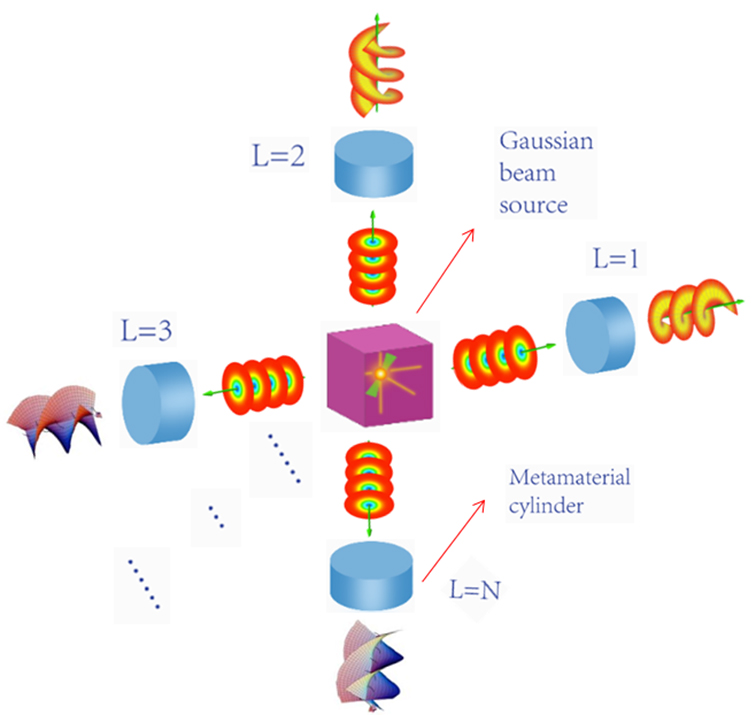 L=2
Gaussian
beam
source
L=1
L=3
Metamaterial
cylinder
L=N